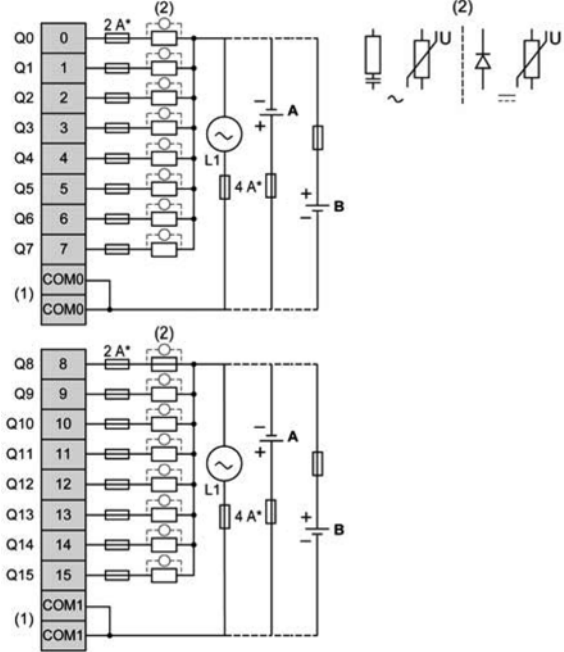 (2) (2)
Q0 0 2 A* U U
Q1 1
Q2 2 − A
Q3 3 +
Q4 4 L1
Q5 5 4 A*
Q6 6 + B
Q7 7 −
COM0
(1)
COM0
(2)
Q8 8 2 A*
Q9 9
Q10 10 − A
Q11 11 +
Q12 12 L1
Q13 13 4 A*
Q14 14 + B
Q15 15 −
COM1
(1)
COM1